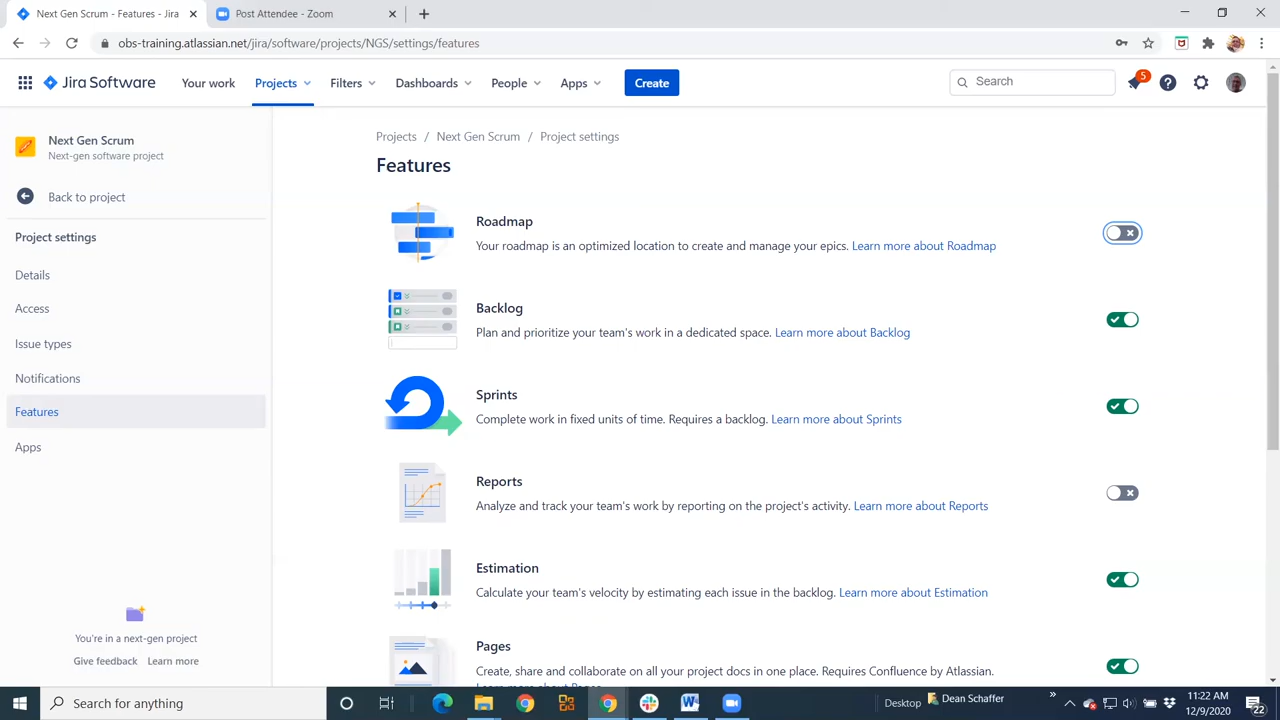 Next Gen Scrum - Features - Jira
Post Attendee - Zoom
obs-training.atlassian.net/jira/software/projects/NGS/settings/features
Jira Software
Your work
Projects
Filters
Dashboards
People
Apps
Create
Search
5
Next Gen Scrum
Next-gen software project
Back to project
Project settings
Details
Access
Issue types
Notifications
Features
Apps
You're in a next-gen project
Give feedback Learn more
Projects / Next Gen Scrum / Project settings
Features
Roadmap
Your roadmap is an optimized location to create and manage your epics. Learn more about Roadmap
Backlog
Plan and prioritize your team's work in a dedicated space. Learn more about Backlog
Sprints
Complete work in fixed units of time. Requires a backlog. Learn more about Sprints
Reports
Analyze and track your team's work by reporting on the project's activity. Learn more about Reports
Estimation
Calculate your team's velocity by estimating each issue in the backlog. Learn more about Estimation
Pages
Create, share and collaborate on all your project docs in one place. Requires Confluence by Atlassian.
Learn more about Pages
Search for anything
Desktop
Dean Schaffer
11:22 AM
12/9/2020
22